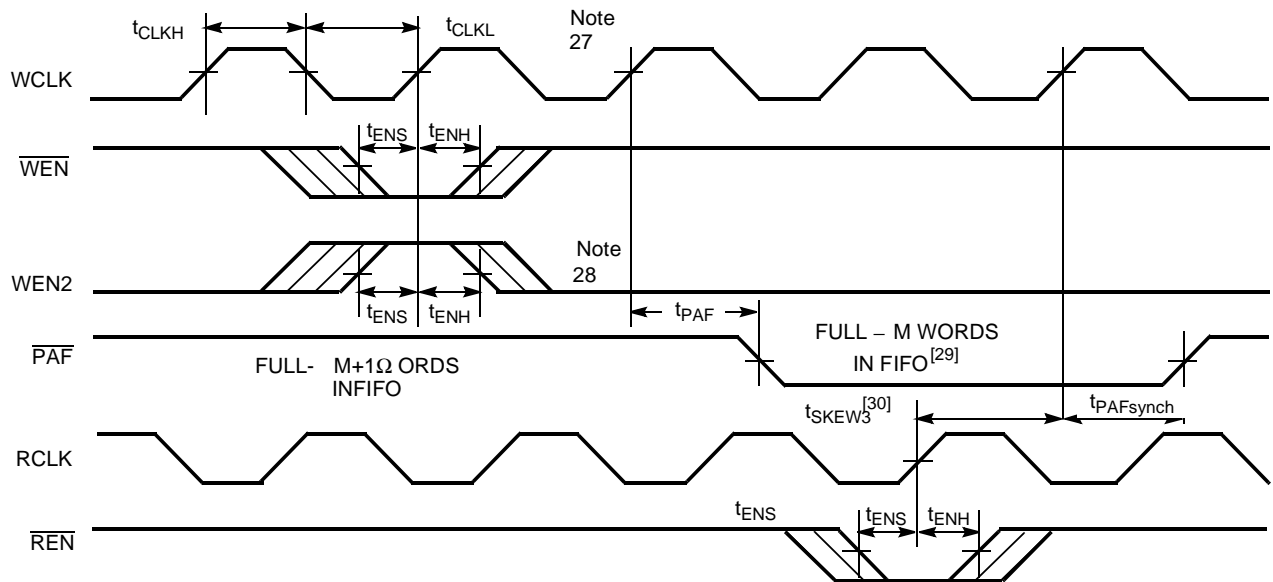 tCLKH
tCLKL
Note
27
WCLK
tENS
tENH
WEN
Note
28
WEN2
tENS
tENH
tPAF
PAF
FULL- M+1Ω ORDS
INFIFO
FULL – M WORDS
IN FIFO[29]
tSKEW3[30]
tPAFsynch
RCLK
tENS
tENS
tENH
REN